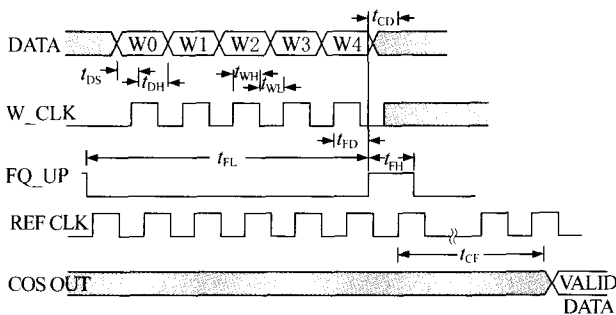 t_CD
DATA W0 W1 W2 W3 W4
t_DS t_DH t_WH t_WL
W_CLK
t_FD
t_FL t_FH
FQ_UP
REF CLK
t_CF
COS OUT VALID
DATA